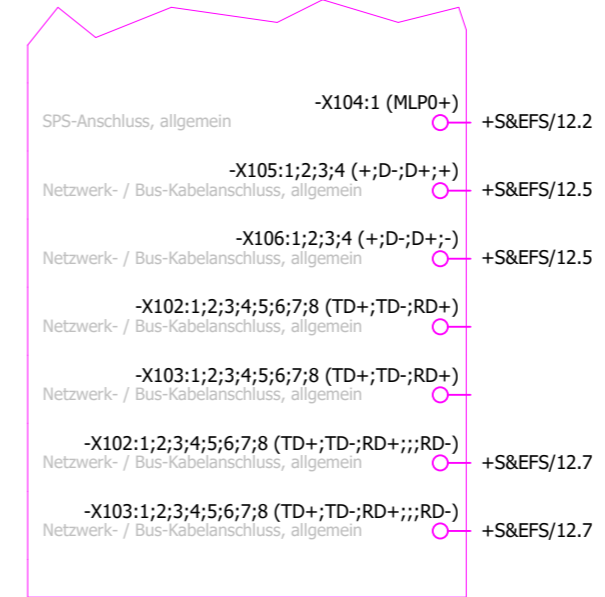 -X104:1 (MLP0+)
SPS-Anschluss, allgemein +S&EFS/12.2
-X105:1;2;3;4 (+;D-;D+;+)
Netzwerk- / Bus-Kabelanschluss, allgemein +S&EFS/12.5
-X106:1;2;3;4 (+;D-;D+;-)
Netzwerk- / Bus-Kabelanschluss, allgemein +S&EFS/12.5
-X102:1;2;3;4;5;6;7;8 (TD+;TD-;RD+)
Netzwerk- / Bus-Kabelanschluss, allgemein
-X103:1;2;3;4;5;6;7;8 (TD+;TD-;RD+)
Netzwerk- / Bus-Kabelanschluss, allgemein
-X102:1;2;3;4;5;6;7;8 (TD+;TD-;RD+;;;RD-)
Netzwerk- / Bus-Kabelanschluss, allgemein +S&EFS/12.7
-X103:1;2;3;4;5;6;7;8 (TD+;TD-;RD+;;;RD-)
Netzwerk- / Bus-Kabelanschluss, allgemein +S&EFS/12.7